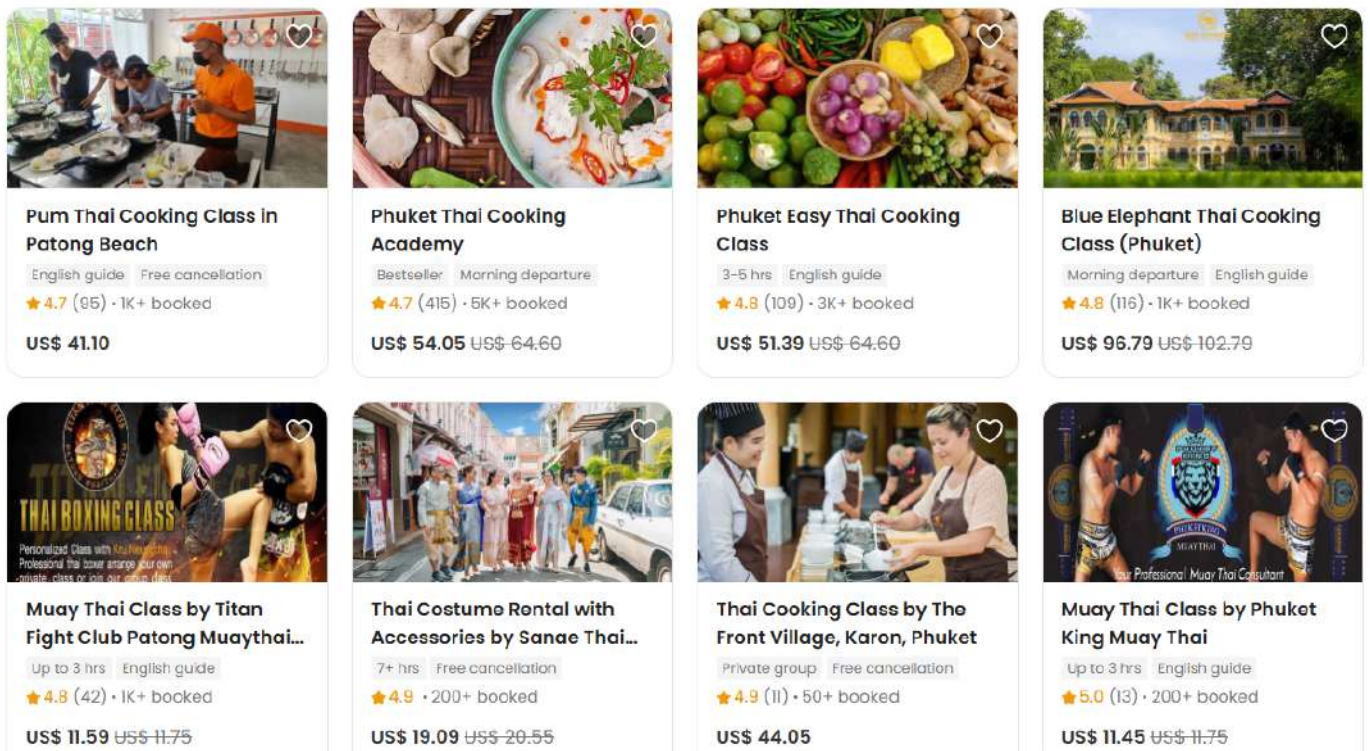 Pum Thai Cooking Class in
Patong Beach
English guide Free cancellation
4.7 (95) • 1K+ booked
US$ 41.10
Phuket Thai Cooking
Academy
Bestseller Morning departure
4.7 (415) • 5K+ booked
US$ 54.05 US$ 64.60
Phuket Easy Thai Cooking
Class
3-5 hrs English guide
4.8 (109) • 3K+ booked
US$ 51.39 US$ 64.60
Blue Elephant Thai Cooking
Class (Phuket)
Morning departure English guide
4.8 (116) • 1K+ booked
US$ 96.79 US$ 102.79
THAI BOXING CLASS
Personalized Class with Kru
Professional thai boxer arrange your own
private class or join our group class
Muay Thai Class by Titan
Fight Club Patong Muaythai...
Up to 3 hrs English guide
4.8 (42) • 1K+ booked
US$ 11.59 US$ 11.75
Thai Costume Rental with
Accessories by Sanae Thai...
7+ hrs Free cancellation
4.9 • 200+ booked
US$ 19.09 US$ 20.55
Thai Cooking Class by The
Front Village, Karon, Phuket
Private group Free cancellation
4.9 (11) • 50+ booked
US$ 44.05
PHUKET KING
MUAY THAI
Your Professional Muay Thai Consultant
Muay Thai Class by Phuket
King Muay Thai
Up to 3 hrs English guide
5.0 (13) • 200+ booked
US$ 11.45 US$ 11.75